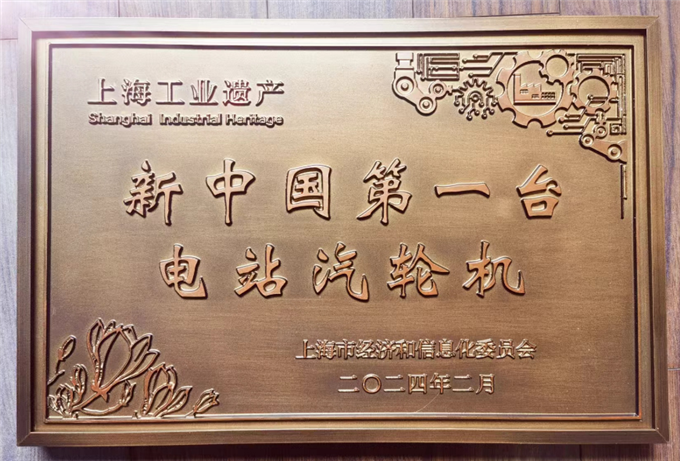 上海工业遗产
Shanghai Industrial Heritage
新中国第一台
电站汽轮机
上海市经济和信息化委员会
二〇二四年二月